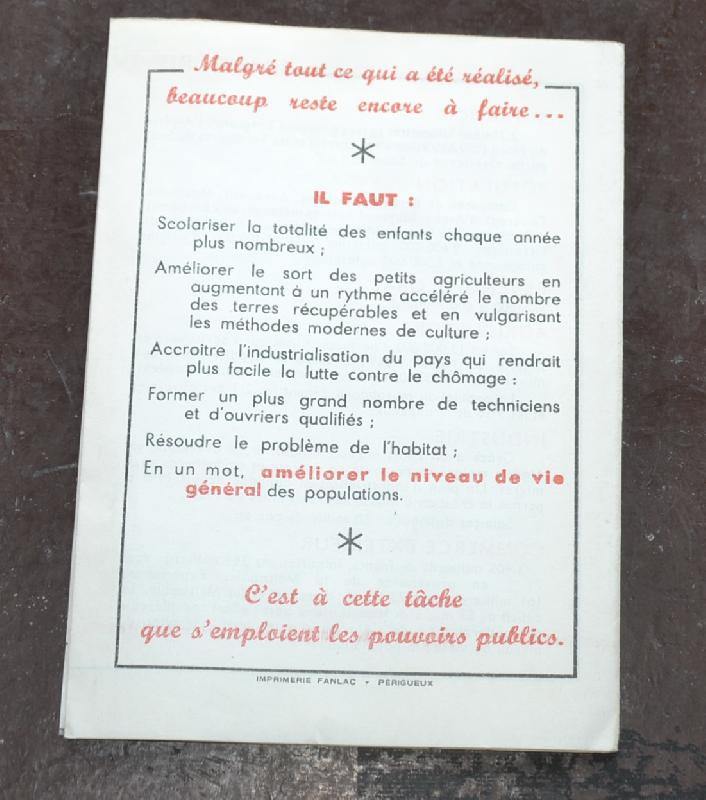 Malgré tout ce qui a été réalisé,
beaucoup reste encore à faire...
*
IL FAUT :
Scolariser la totalité des enfants chaque année
plus nombreux ;
Améliorer le sort des petits agriculteurs en
augmentant à un rythme accéléré le nombre
des terres récupérables et en vulgarisant
les méthodes modernes de culture ;
Accroitre l'industrialisation du pays qui rendrait
plus facile la lutte contre le chômage :
Former un plus grand nombre de techniciens
et d'ouvriers qualifiés ;
Résoudre le problème de l'habitat ;
En un mot, améliorer le niveau de vie
général des populations.
*
C'est à cette tâche
que s'emploient les pouvoirs publics.
IMPRIMERIE FANLAC • PÉRIGUEUX